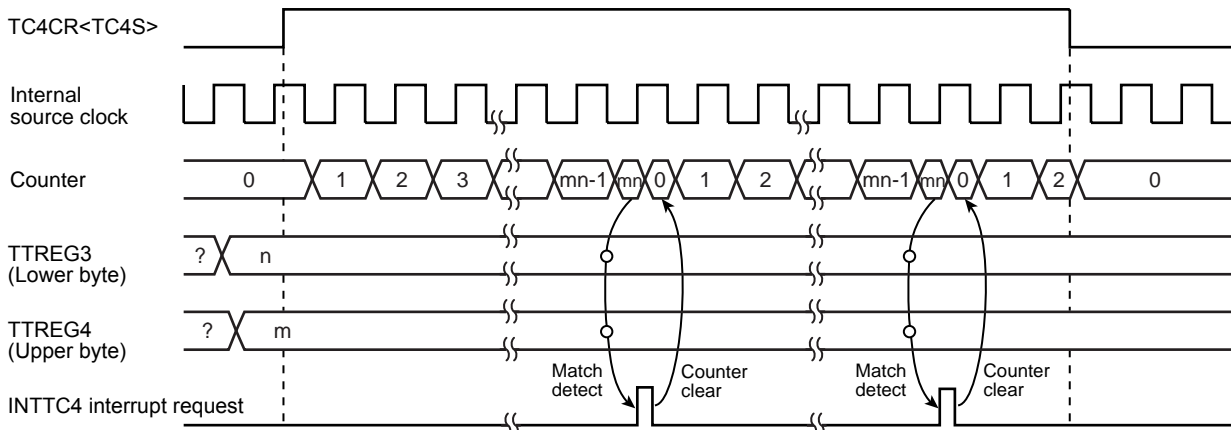 TC4CR<TC4S>
Internal
source clock
Counter
0 1 2 3 mn-1 mn 0 1 2 mn-1 mn 0 1 2 0
TTREG3
(Lower byte)
? n
TTREG4
(Upper byte)
? m
Match
detect
Counter
clear
Match
detect
Counter
clear
INTTC4 interrupt request